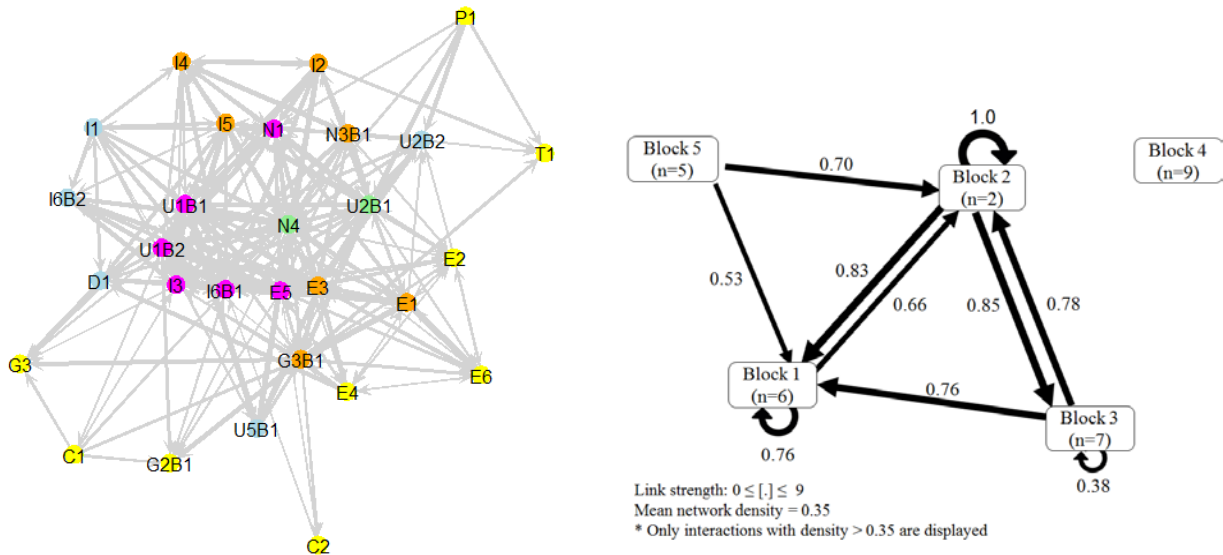 P1
I4
I2
I1
I5
N1
N3B1
U2B2
T1
I6B2
U1B1
N4
U2B1
U1B2
E2
D1
I3
I6B1
E5
E3
E1
G3
G3B1
E4
E6
U5B1
C1
G2B1
C2
1.0
Block 5
(n=5)
0.70
Block 2
(n=2)
Block 4
(n=9)
0.53
0.83
0.66
0.85
0.78
Block 1
(n=6)
0.76
Block 3
(n=7)
0.76
0.38
Link strength: 0 ≤ [.] ≤ 9
Mean network density = 0.35
* Only interactions with density > 0.35 are displayed